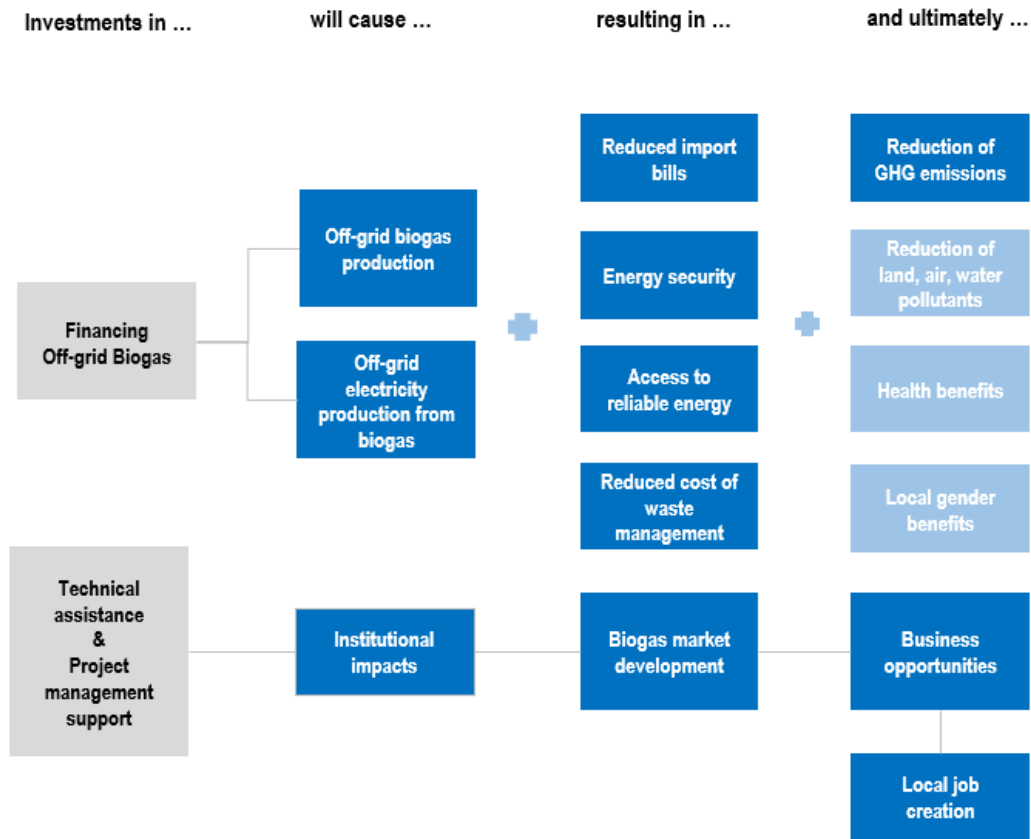 Investments in ...
will cause ...
resulting in ...
and ultimately ...
Financing
Off-grid Biogas
Off-grid biogas
production
Off-grid
electricity
production from
biogas
Reduced import
bills
Energy security
Access to
reliable energy
Reduced cost of
waste
management
Reduction of
GHG emissions
Reduction of
land, air, water
pollutants
Health benefits
Local gender
benefits
Technical
assistance
&
Project
management
support
Institutional
impacts
Biogas market
development
Business
opportunities
Local job
creation